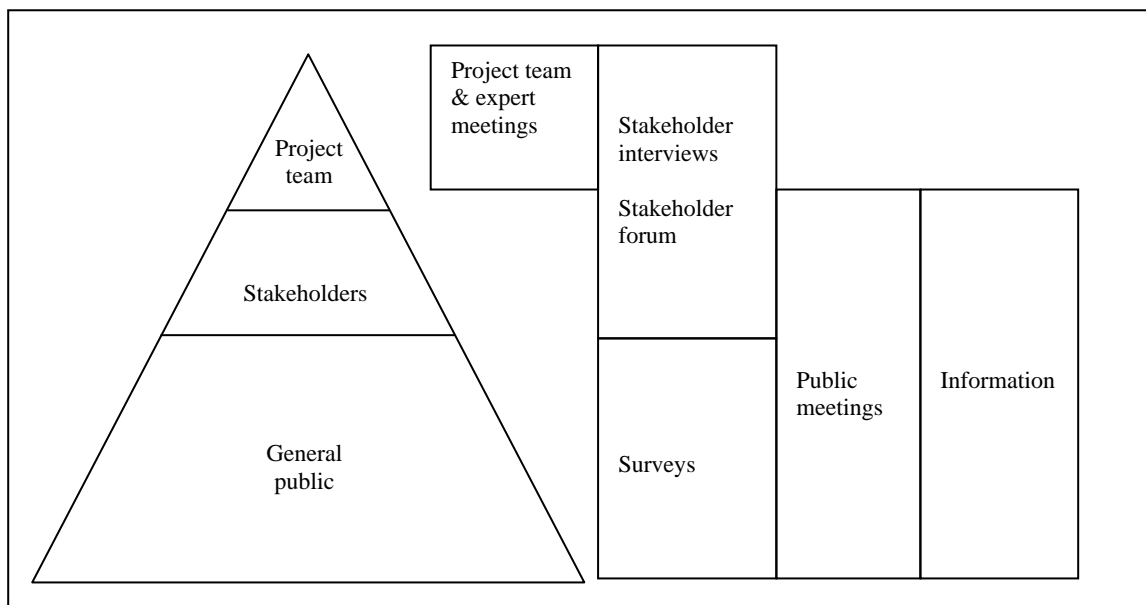 Project
team
Stakeholders
General
public
Project team
& expert
meetings
Stakeholder
interviews
Stakeholder
forum
Surveys
Public
meetings
Information